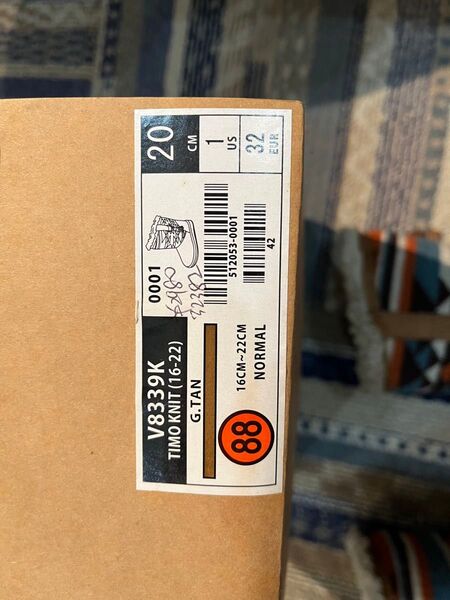 V8339K
TIMO KNIT (16-22)
0001
20
CM
1
US
32
EUR
G.TAN
512053-0001
88
16CM~22CM
NORMAL
42